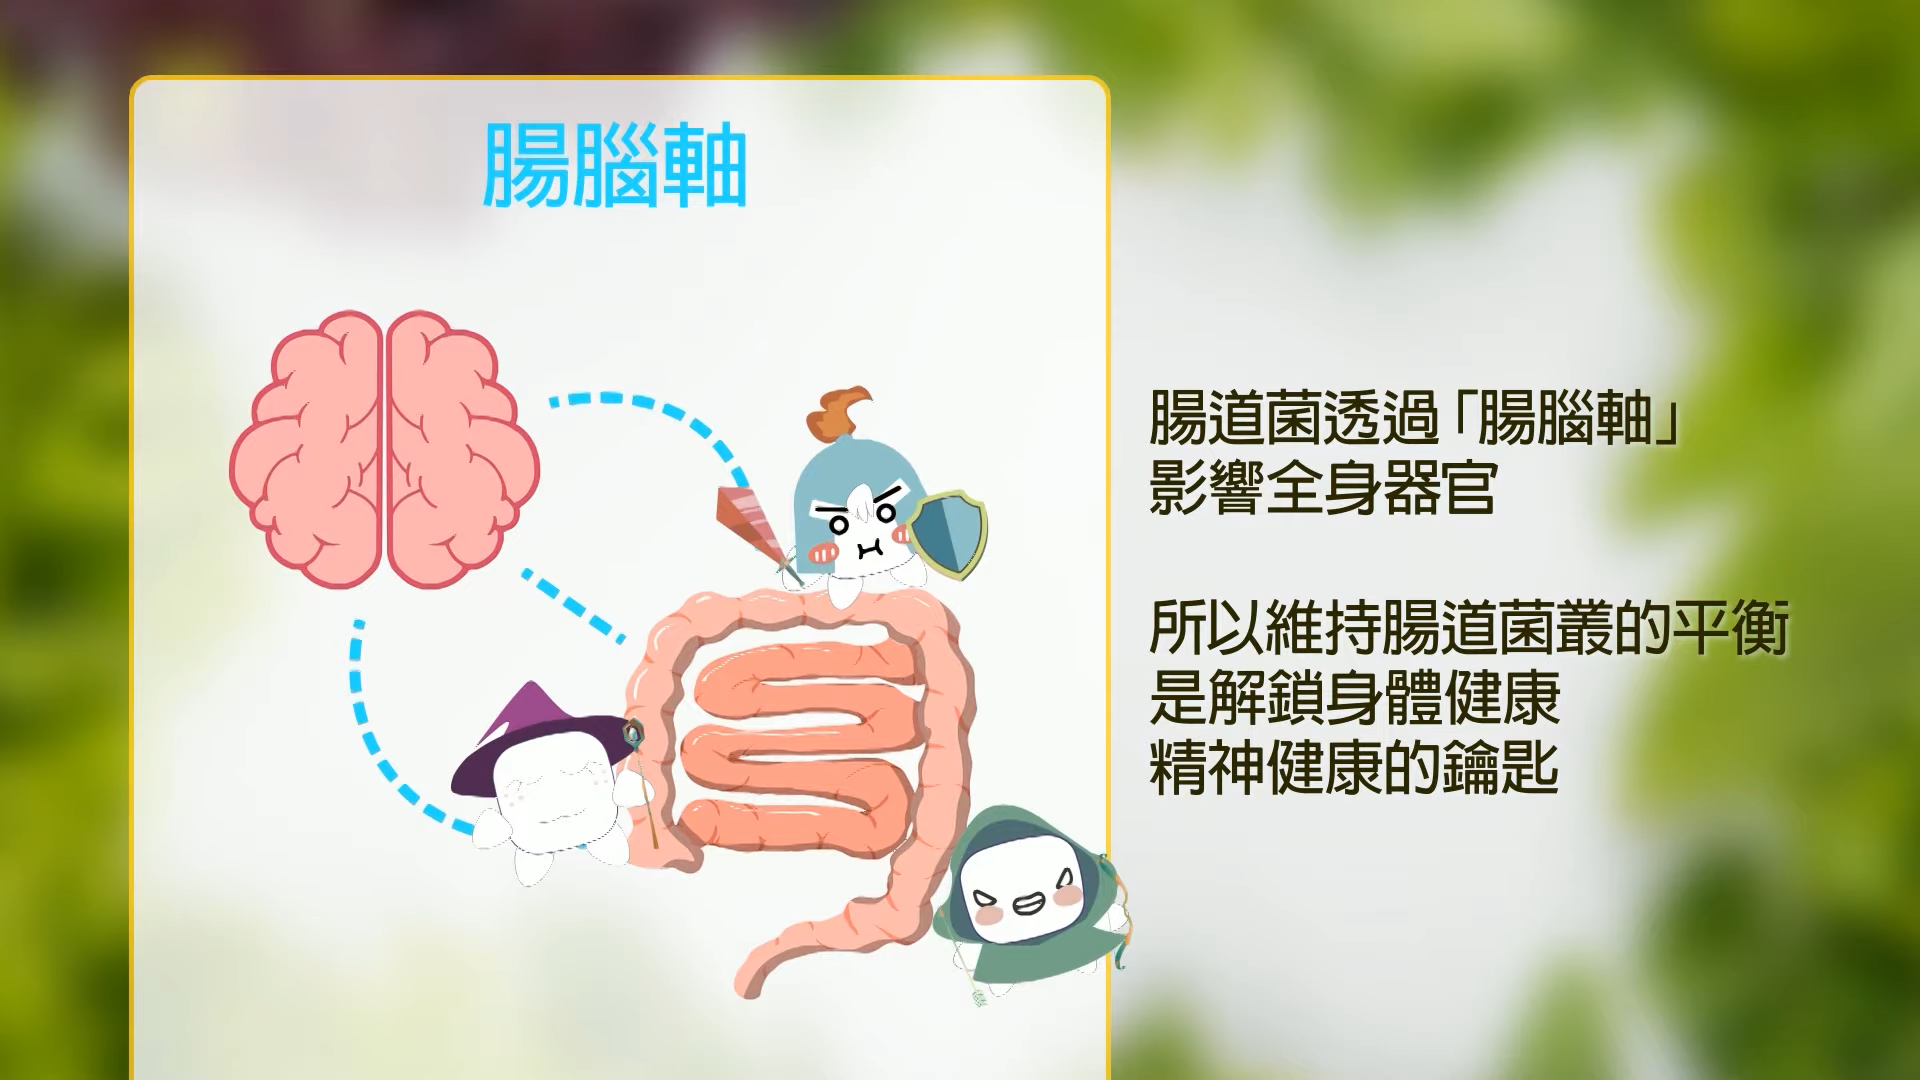 腸腦軸
腸道菌透過「腸腦軸」
影響全身器官
所以維持腸道菌叢的平衡
是解鎖身體健康
精神健康的鑰匙